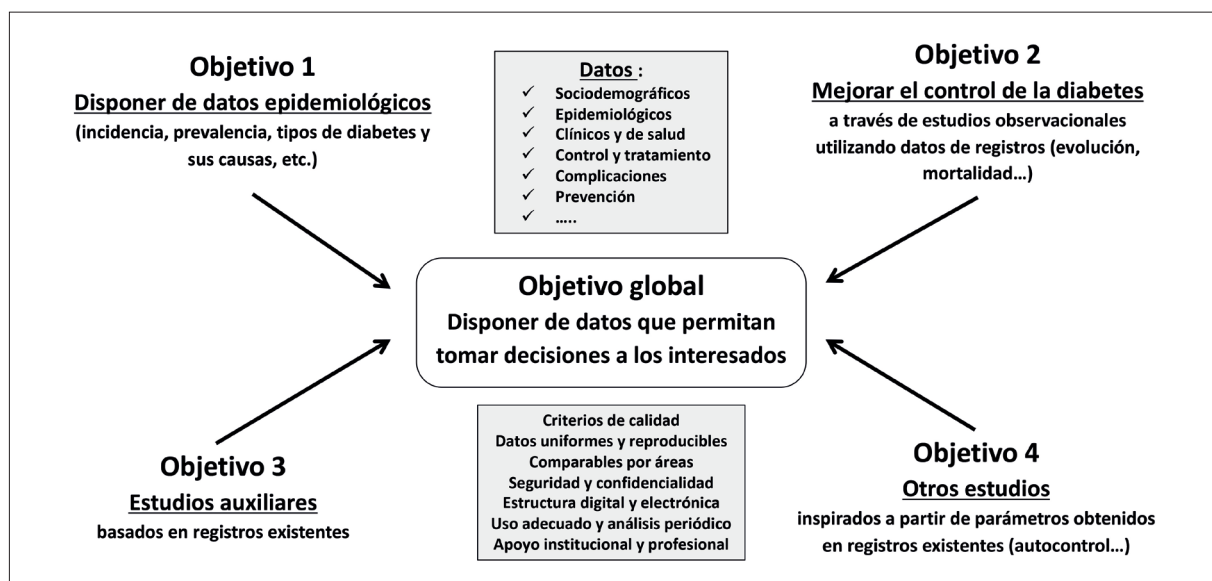 Objetivo 1
Disponer de datos epidemiológicos
(incidencia, prevalencia, tipos de diabetes y
sus causas, etc.)
Datos :
✓ Sociodemográficos
✓ Epidemiológicos
✓ Clínicos y de salud
✓ Control y tratamiento
✓ Complicaciones
✓ Prevención
✓ .....
Objetivo 2
Mejorar el control de la diabetes
a través de estudios observacionales
utilizando datos de registros (evolución,
mortalidad...)
Objetivo global
Disponer de datos que permitan
tomar decisiones a los interesados
Objetivo 3
Estudios auxiliares
basados en registros existentes
Criterios de calidad
Datos uniformes y reproducibles
Comparables por áreas
Seguridad y confidencialidad
Estructura digital y electrónica
Uso adecuado y análisis periódico
Apoyo institucional y profesional
Objetivo 4
Otros estudios
inspirados a partir de parámetros obtenidos
en registros existentes (autocontrol...)